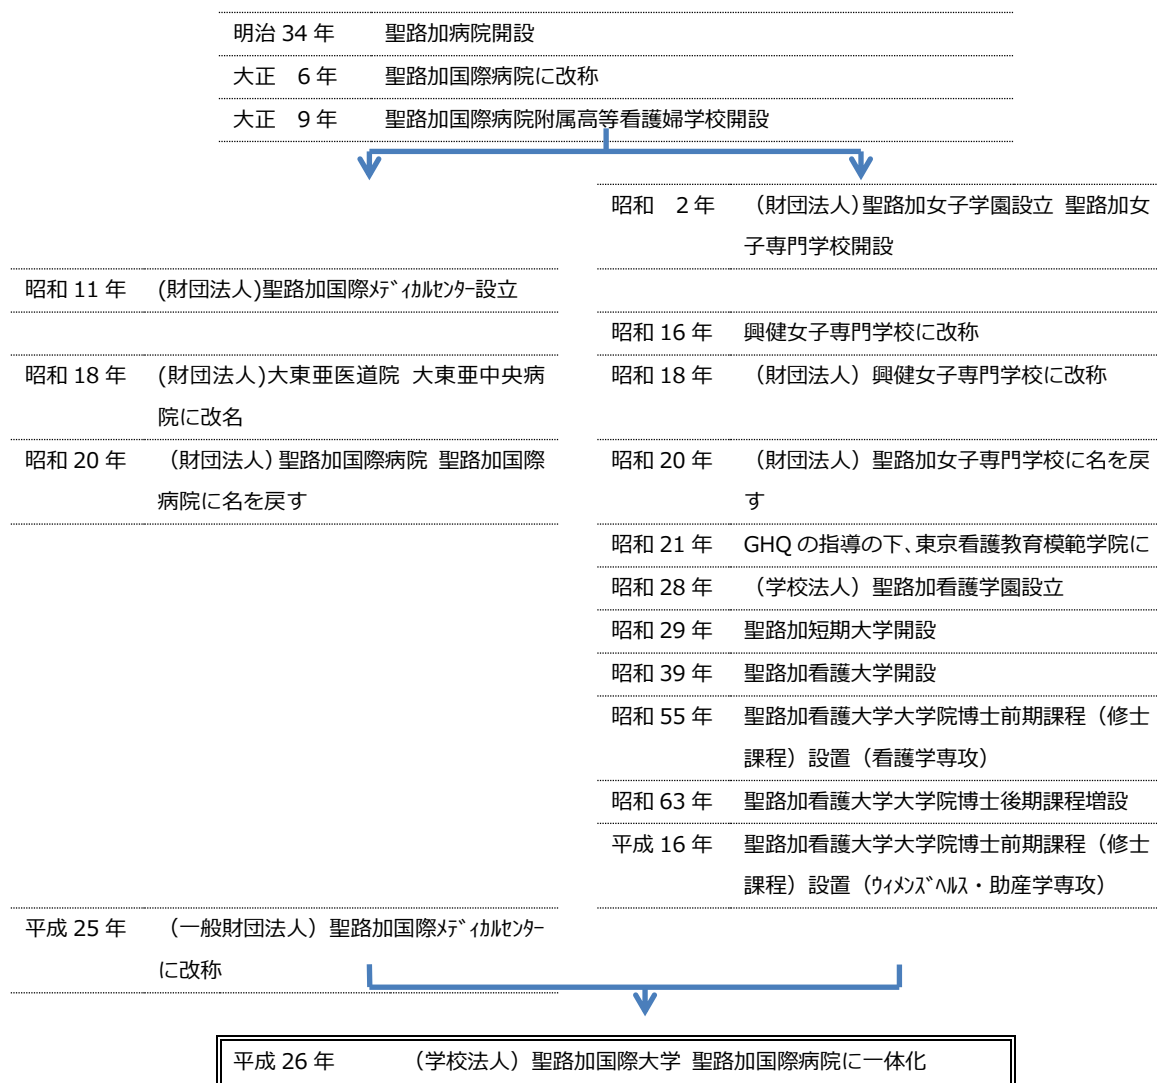 明治 34 年 聖路加病院開設
大正 6 年 聖路加国際病院に改称
大正 9 年 聖路加国際病院附属高等看護婦学校開設
昭和 2 年 （財団法人）聖路加女子学園設立 聖路加女
子専門学校開設
昭和 11 年 (財団法人)聖路加国際ﾒﾃﾞｨｶﾙｾﾝﾀｰ設立
昭和 16 年 興健女子専門学校に改称
昭和 18 年 (財団法人)大東亜医道院 大東亜中央病
院に改名
昭和 18 年 （財団法人）興健女子専門学校に改称
昭和 20 年 （財団法人）聖路加国際病院 聖路加国際
病院に名を戻す
昭和 20 年 （財団法人）聖路加女子専門学校に名を戻
す
昭和 21 年 GHQ の指導の下、東京看護教育模範学院に
昭和 28 年 （学校法人）聖路加看護学園設立
昭和 29 年 聖路加短期大学開設
昭和 39 年 聖路加看護大学開設
昭和 55 年 聖路加看護大学大学院博士前期課程（修士
課程）設置（看護学専攻）
昭和 63 年 聖路加看護大学大学院博士後期課程増設
平成 16 年 聖路加看護大学大学院博士前期課程（修士
課程）設置（ｳｨﾒﾝｽﾞﾍﾙｽ・助産学専攻）
平成 25 年 （一般財団法人）聖路加国際ﾒﾃﾞｨｶﾙｾﾝﾀｰ
に改称
平成 26 年 （学校法人）聖路加国際大学 聖路加国際病院に一体化